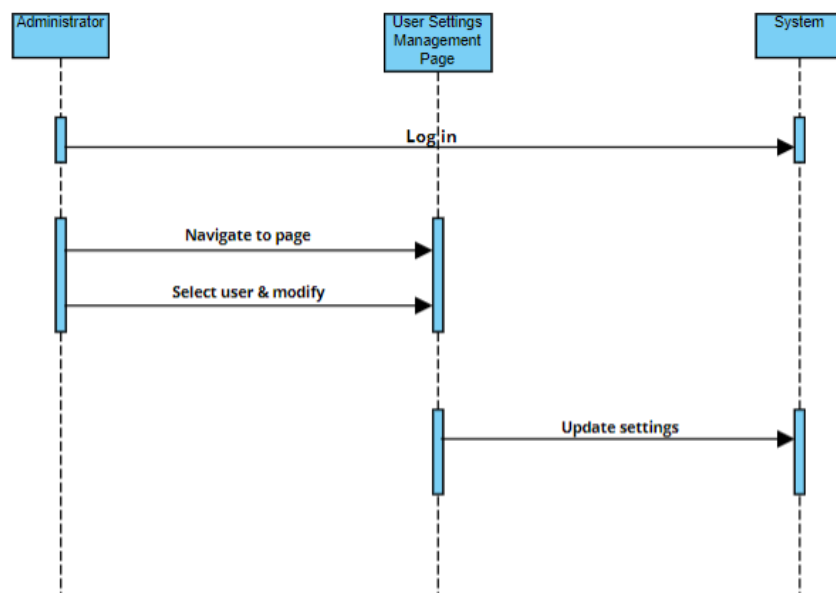 Administrator
User Settings
Management
Page
System
Log in
Navigate to page
Select user & modify
Update settings